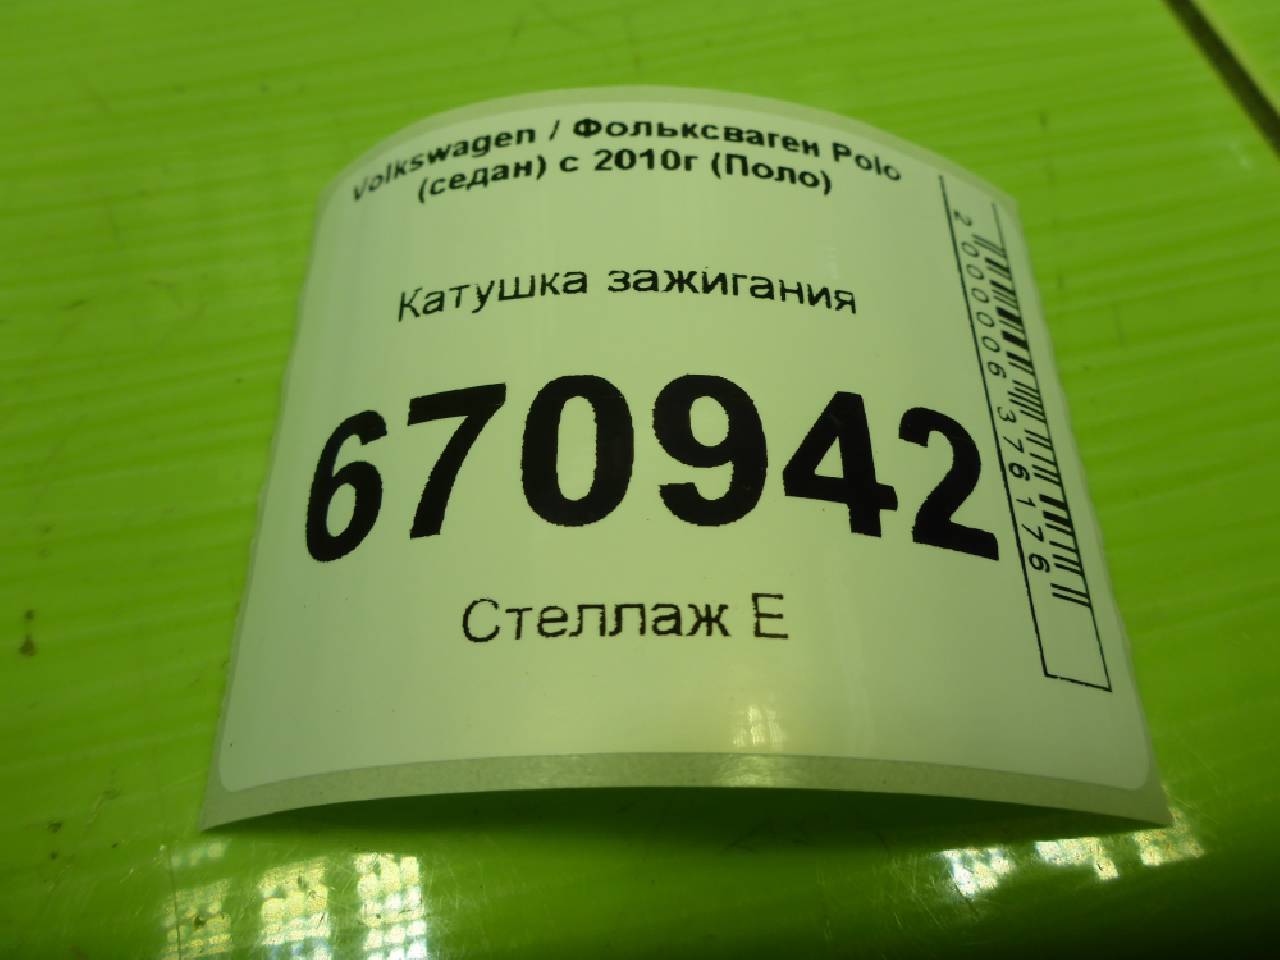 Volkswagen / Фольксваген Polo
(седан) с 2010г (Поло)
Катушка зажигания
670942
Стеллаж Е
2000006376176